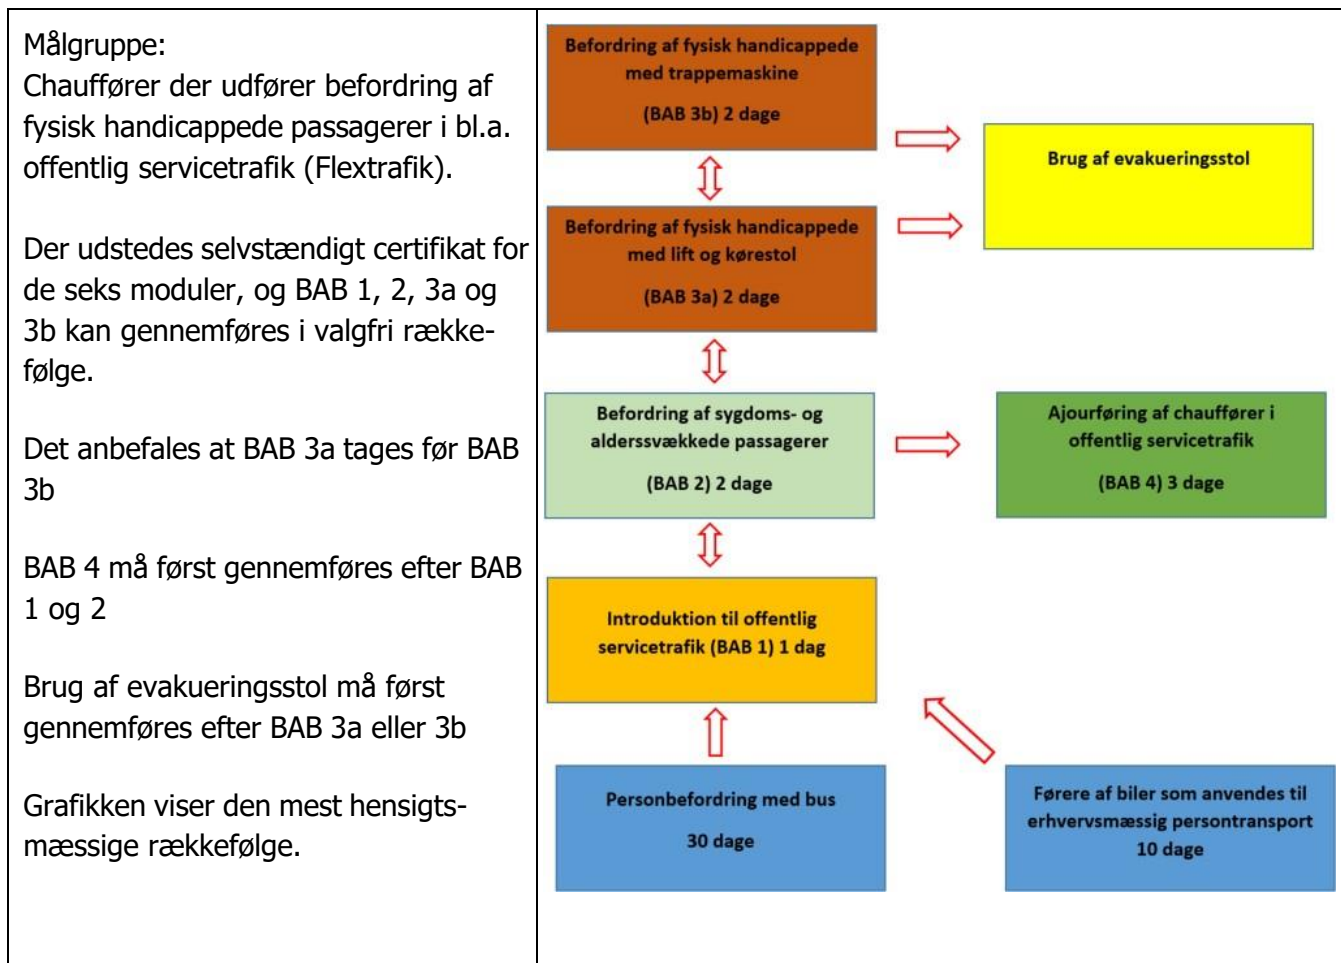 Målgruppe:
Chauffører der udfører befordring af
fysisk handicappede passagerer i bl.a.
offentlig servicetrafik (Flextrafik).
Der udstedes selvstændigt certifikat for
de seks moduler, og BAB 1, 2, 3a og
3b kan gennemføres i valgfri række-
følge.
Det anbefales at BAB 3a tages før BAB
3b
BAB 4 må først gennemføres efter BAB
1 og 2
Brug af evakueringsstol må først
gennemføres efter BAB 3a eller 3b
Grafikken viser den mest hensigts-
mæssige rækkefølge.
Befordring af fysisk handicappede
med trappemaskine
(BAB 3b) 2 dage
Brug af evakueringsstol
Befordring af fysisk handicappede
med lift og kørestol
(BAB 3a) 2 dage
Befordring af sygdoms- og
alderssvækkede passagerer
(BAB 2) 2 dage
Ajourføring af chauffører i
offentlig servicetrafik
(BAB 4) 3 dage
Introduktion til offentlig
servicetrafik (BAB 1) 1 dag
Personbefordring med bus
30 dage
Førere af biler som anvendes til
erhvervsmæssig persontransport
10 dage